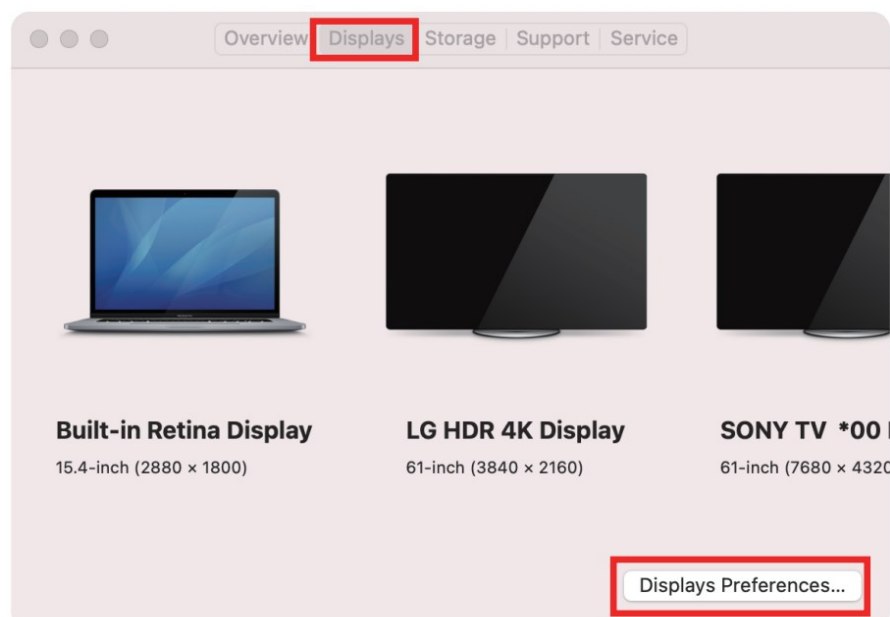 Overview Displays Storage Support Service
Built-in Retina Display LG HDR 4K Display SONY TV *00
15.4-inch (2880 × 1800) 61-inch (3840 × 2160) 61-inch (7680 × 4320
Displays Preferences...